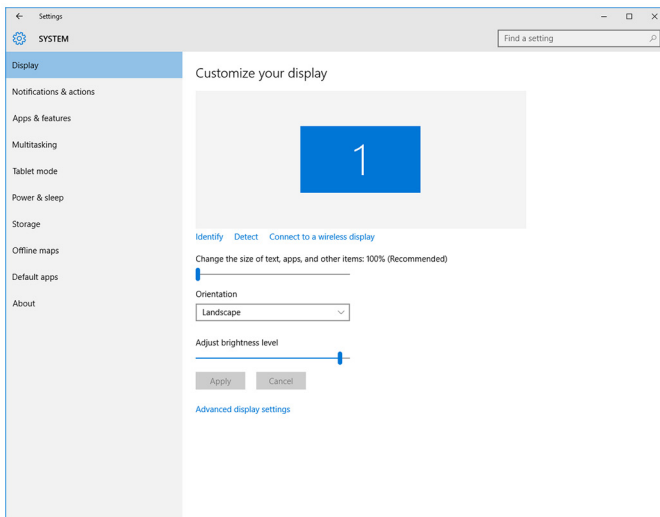 Settings
SYSTEM
Find a setting
Display
Notifications & actions
Apps & features
Multitasking
Tablet mode
Power & sleep
Storage
Offline maps
Default apps
About
Customize your display
1
Identify Detect Connect to a wireless display
Change the size of text, apps, and other items: 100% (Recommended)
Orientation
Landscape
Adjust brightness level
Apply Cancel
Advanced display settings